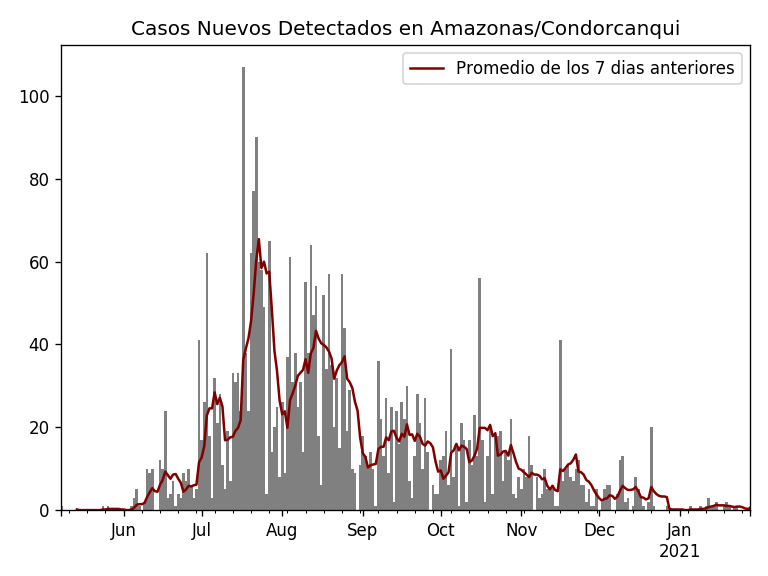 Casos Nuevos Detectados en Amazonas/Condorcanqui
Promedio de los 7 dias anteriores
100
80
60
40
20
0
Jun Jul Aug Sep Oct Nov Dec Jan
2021